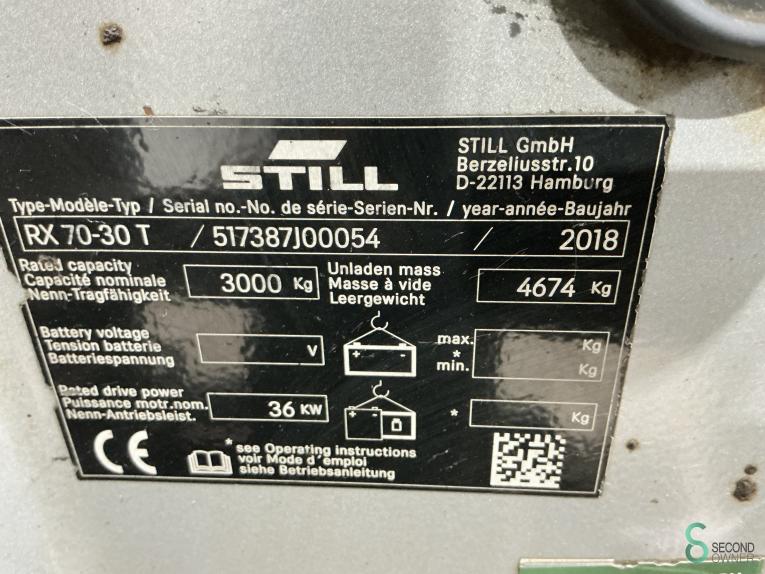 STILL
STILL GmbH
Berzeliusstr.10
D-22113 Hamburg
Type-Modèle-Typ / Serial no.-No. de série-Serien-Nr. / year-année-Baujahr
RX 70-30 T / 517387J00054 / 2018
Rated capacity
Capacité nominale
Nenn-Tragfähigkeit
3000 Kg
Unladen mass
Masse à vide
Leergewicht
4674 Kg
Battery voltage
Tension batterie
Batteriespannung
V
max. Kg
*
min. Kg
Rated drive power
Puissance motr.nom.
Nenn-Antriebsleist.
36 KW
* Kg
CE
* see Operating instructions
voir Mode d'emploi
siehe Betriebsanleitung
SECOND
OWNER